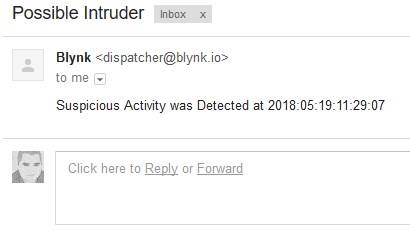 Possible Intruder Inbox x
Blynk <dispatcher@blynk.io>
to me
Suspicious Activity was Detected at 2018:05:19:11:29:07
Click here to Reply or Forward